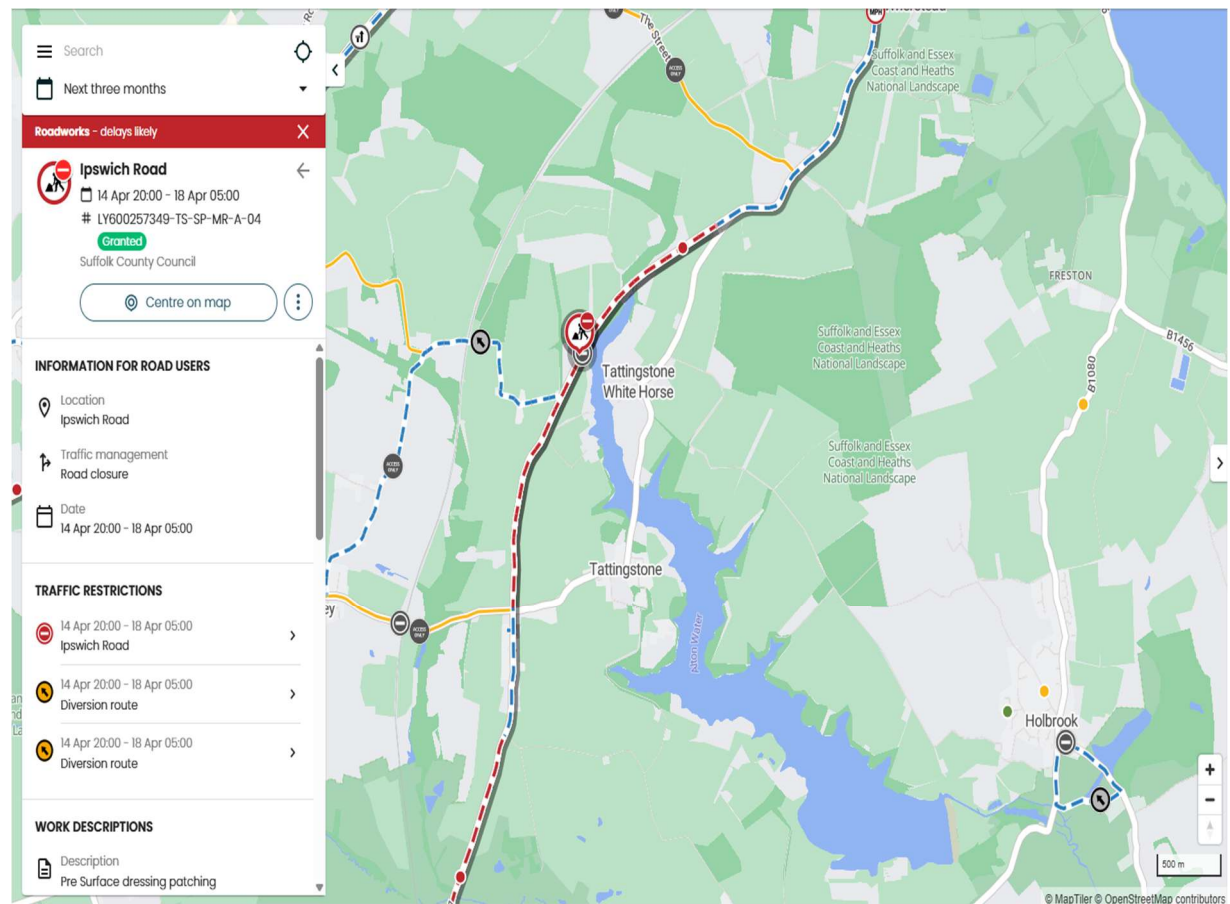 Search
Next three months
Roadworks - delays likely
Ipswich Road
14 Apr 20:00 - 18 Apr 05:00
# LY600257349-TS-SP-MR-A-04
Granted
Suffolk County Council
Centre on map
INFORMATION FOR ROAD USERS
Location
Ipswich Road
Traffic management
Road closure
Date
14 Apr 20:00 - 18 Apr 05:00
TRAFFIC RESTRICTIONS
14 Apr 20:00 - 18 Apr 05:00
Ipswich Road
14 Apr 20:00 - 18 Apr 05:00
Diversion route
14 Apr 20:00 - 18 Apr 05:00
Diversion route
WORK DESCRIPTIONS
Description
Pre Surface dressing patching
The Street
ACCESS
ONLY
MPH
Suffolk and Essex
Coast and Heaths
National Landscape
FRESTON
B1456
B1080
Suffolk and Essex
Coast and Heaths
National Landscape
Tattingstone
White Horse
Suffolk and Essex
Coast and Heaths
National Landscape
ACCESS
ONLY
Tattingstone
ACCESS
ONLY
Alton Water
Holbrook
500 m
© MapTiler © OpenStreetMap contributors